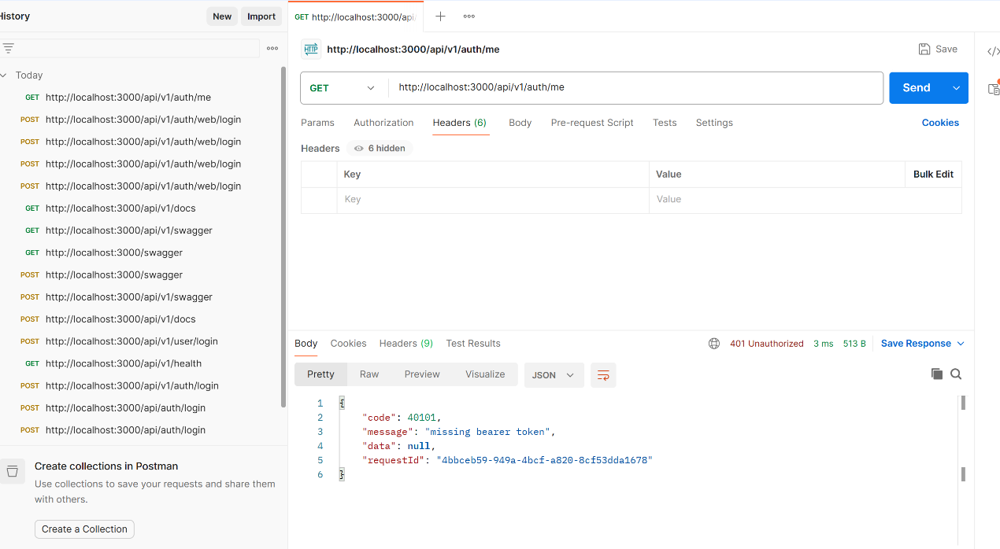 History
New
Import
Today
GET http://localhost:3000/api/v1/auth/me
POST http://localhost:3000/api/v1/auth/web/login
POST http://localhost:3000/api/v1/auth/web/login
POST http://localhost:3000/api/v1/auth/web/login
POST http://localhost:3000/api/v1/auth/web/login
GET http://localhost:3000/api/v1/docs
GET http://localhost:3000/api/v1/swagger
GET http://localhost:3000/swagger
POST http://localhost:3000/swagger
POST http://localhost:3000/api/v1/swagger
POST http://localhost:3000/api/v1/docs
POST http://localhost:3000/api/v1/user/login
GET http://localhost:3000/api/v1/health
POST http://localhost:3000/api/v1/auth/login
POST http://localhost:3000/api/auth/login
POST http://localhost:3000/api/auth/login
Create collections in Postman
Use collections to save your requests and share them
with others.
Create a Collection
GET http://localhost:3000/api/
HTTP http://localhost:3000/api/v1/auth/me
Save
GET http://localhost:3000/api/v1/auth/me
Send
Params Authorization Headers (6) Body Pre-request Script Tests Settings Cookies
Headers 6 hidden
Key Value Bulk Edit
Key Value
Body Cookies Headers (9) Test Results 401 Unauthorized 3 ms 513 B Save Response
Pretty Raw Preview Visualize JSON
1 {
2 "code": 40101,
3 "message": "missing bearer token",
4 "data": null,
5 "requestId": "4bbceb59-949a-4bcf-a820-8cf53dda1678"
6 }